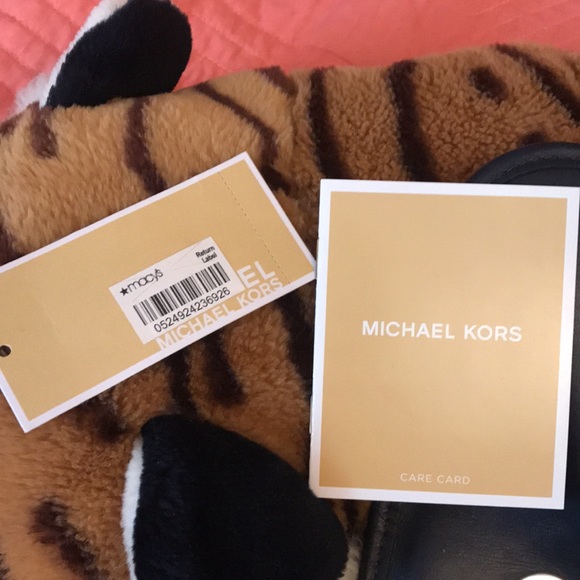 ★macy's
Return
Label
0524924236926
EL
MICHAEL KORS
MICHAEL KORS
CARE CARD